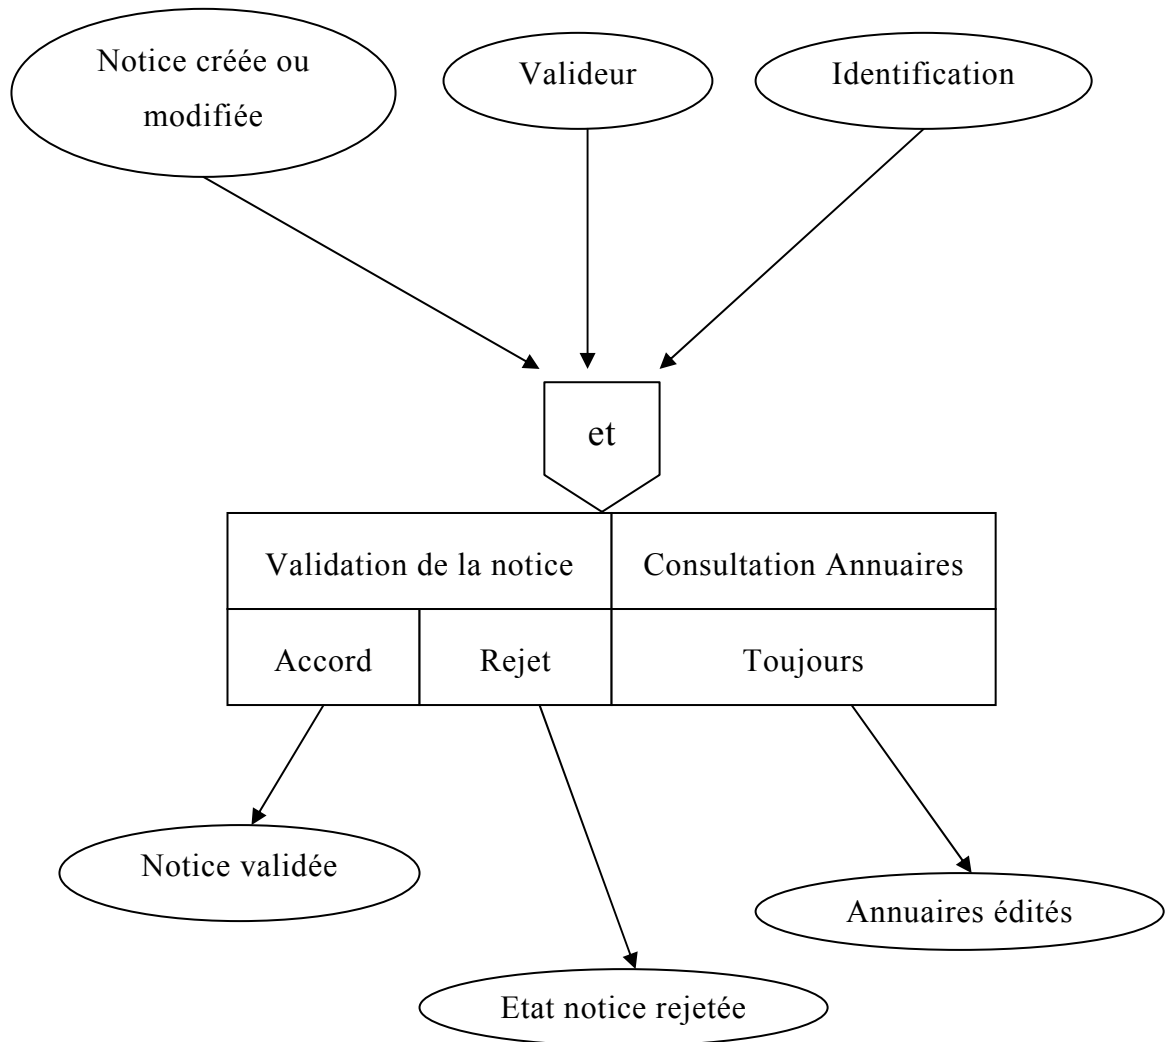 Notice créée ou
modifiée
Valideur
Identification
et
Validation de la notice
Consultation Annuaires
Accord
Rejet
Toujours
Notice validée
Annuaires édités
Etat notice rejetée